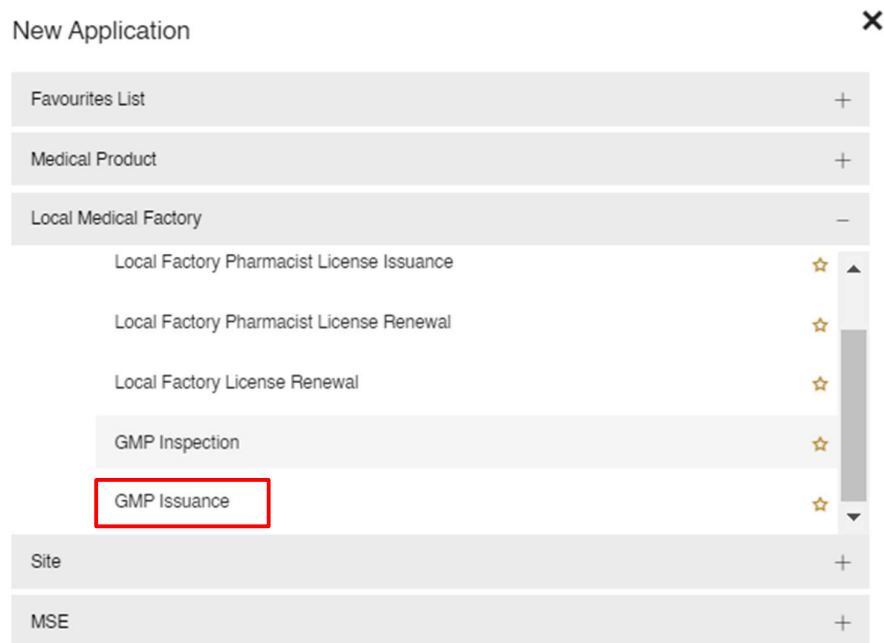 New Application
Favourites List
Medical Product
Local Medical Factory
Local Factory Pharmacist License Issuance
Local Factory Pharmacist License Renewal
Local Factory License Renewal
GMP Inspection
GMP Issuance
Site
MSE